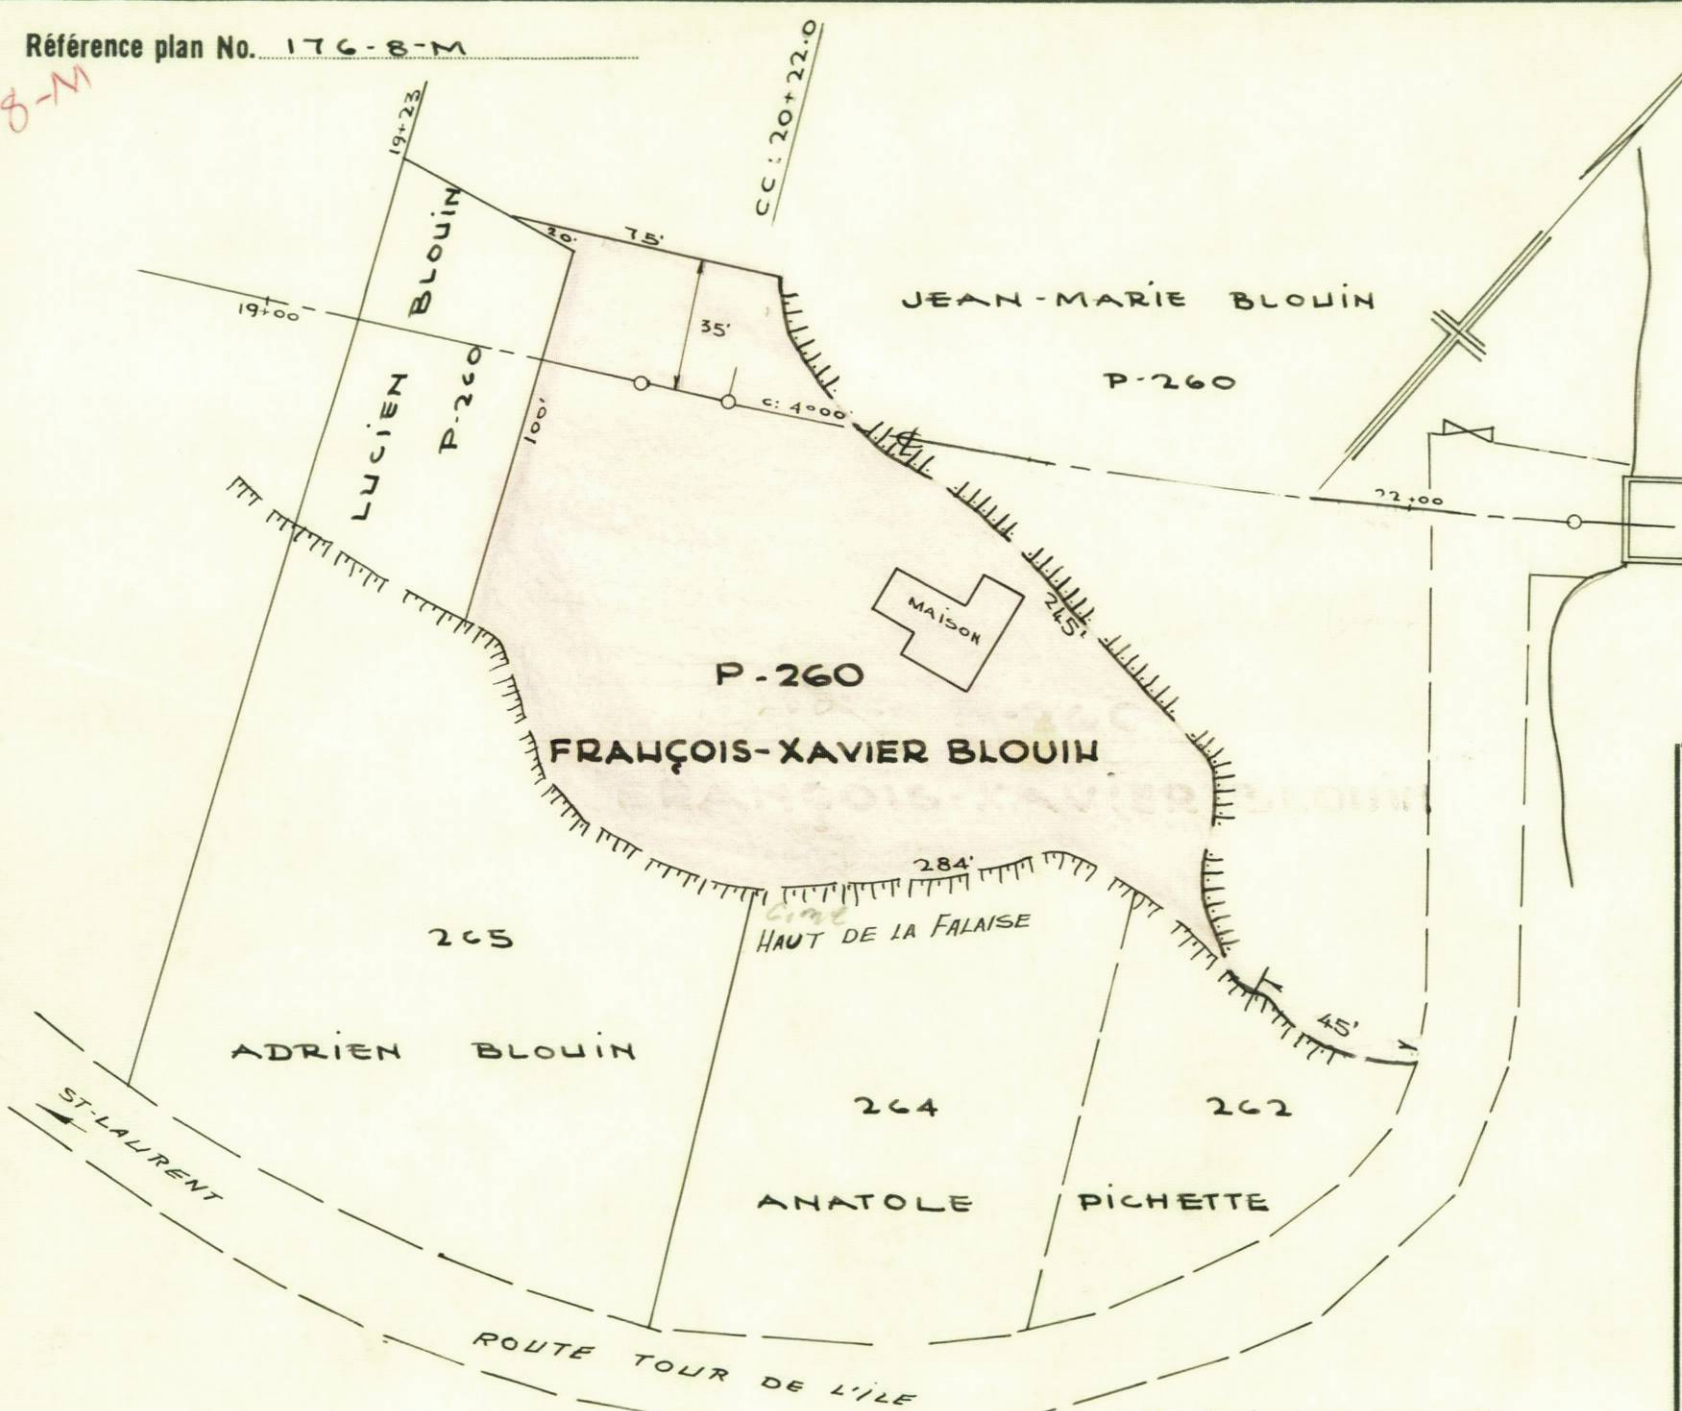 Référence plan No. 176-8-M
8-M
19+23
CC : 20+22.0
LUCIEN BLOUIN
P-260
20'
75'
35'
19+00
100'
C: 4°00'
JEAN-MARIE BLOUIN
P-260
22+00
MAISON
245'
P-260
FRANÇOIS-XAVIER BLOUIN
284'
Cime
HAUT DE LA FALAISE
265
ADRIEN BLOUIN
45'
264
262
ANATOLE PICHETTE
ST-LAURENT
ROUTE TOUR DE L'ILE